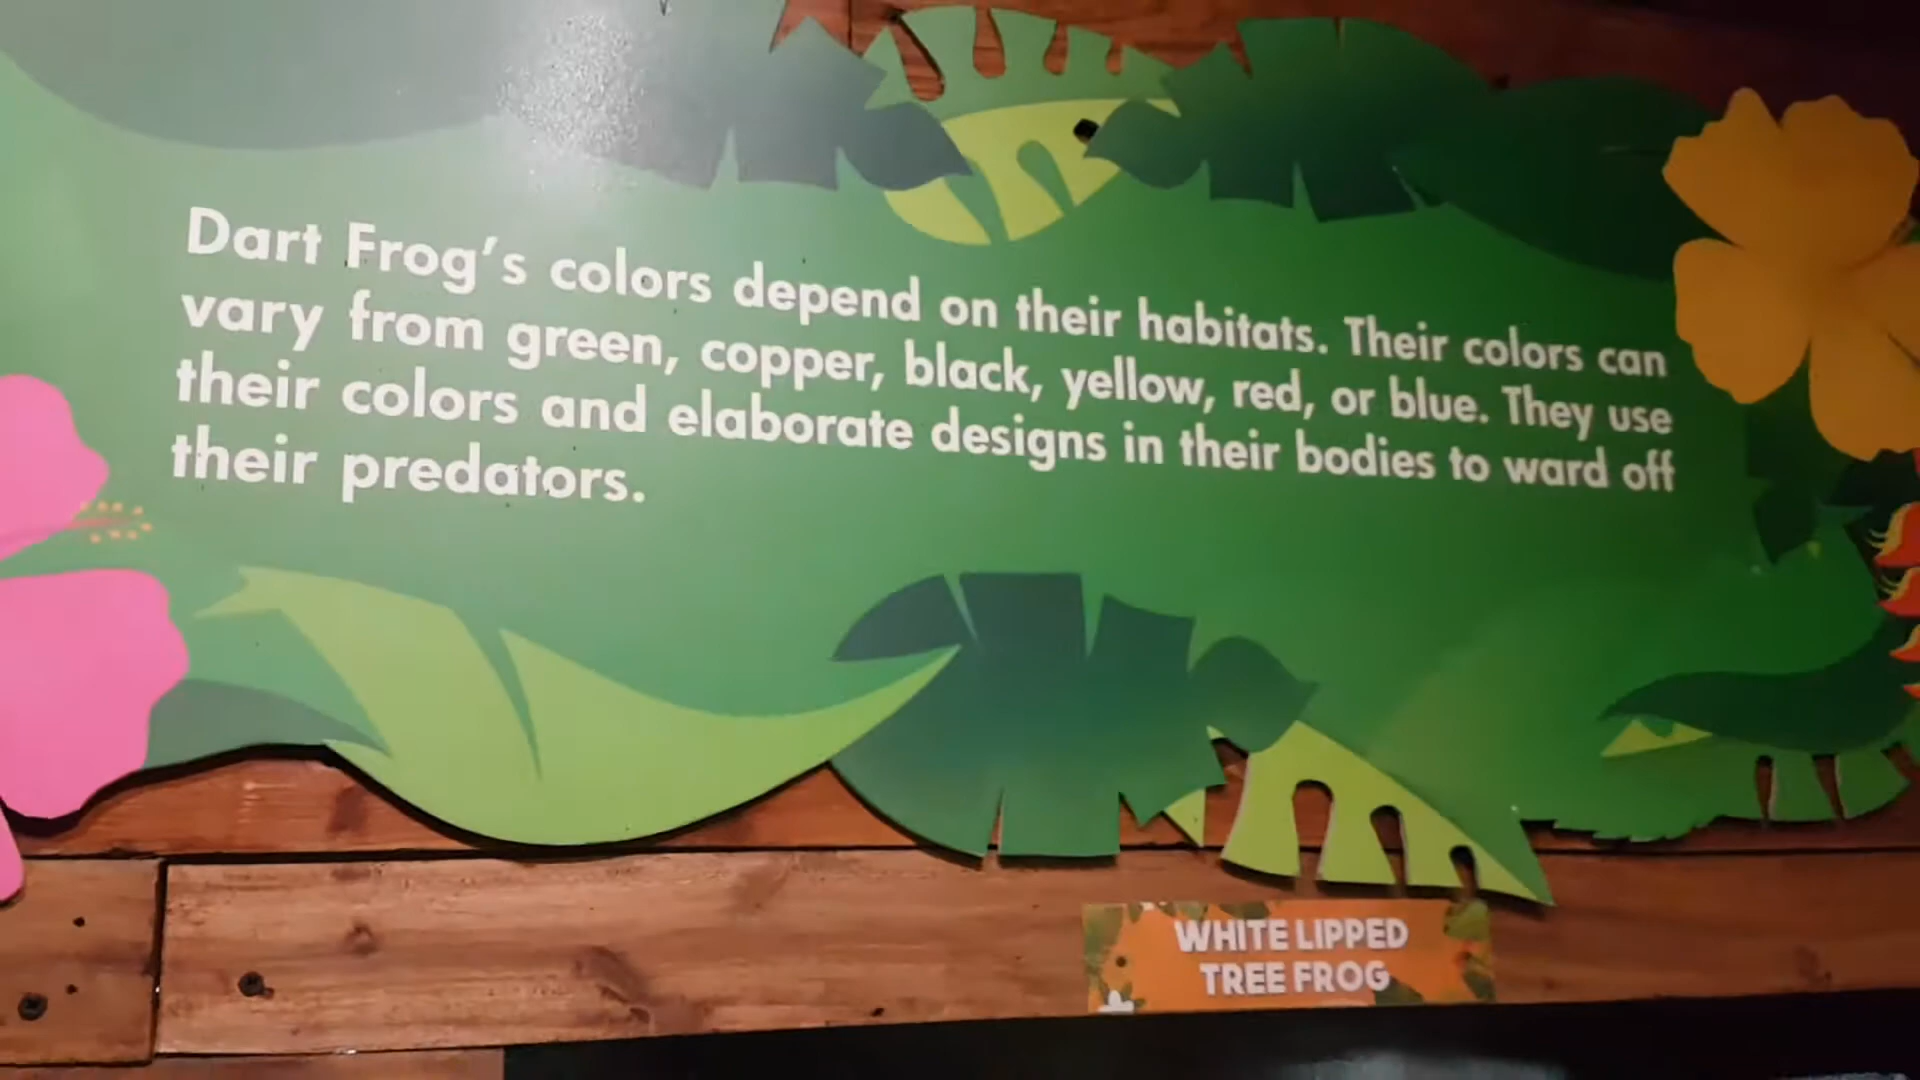 Dart Frog's colors depend on their habitats. Their colors can
vary from green, copper, black, yellow, red, or blue. They use
their colors and elaborate designs in their bodies to ward off
their predators.
WHITE LIPPED
TREE FROG